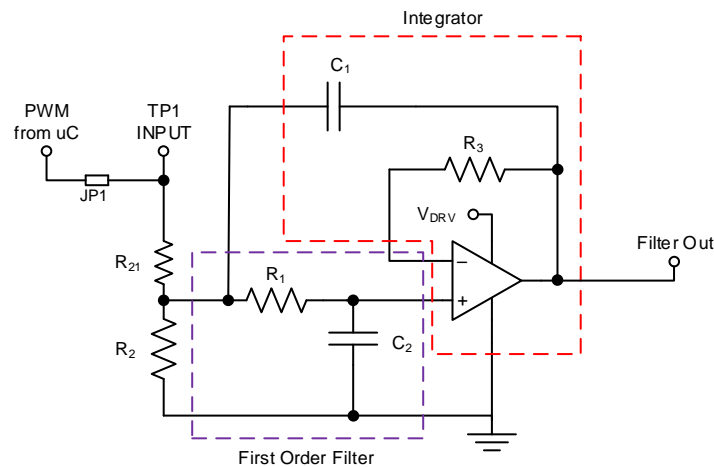 Integrator
C1
PWM
from uC
TP1
INPUT
R3
JP1
VDRV
Filter Out
R21
R1
R2
C2
First Order Filter